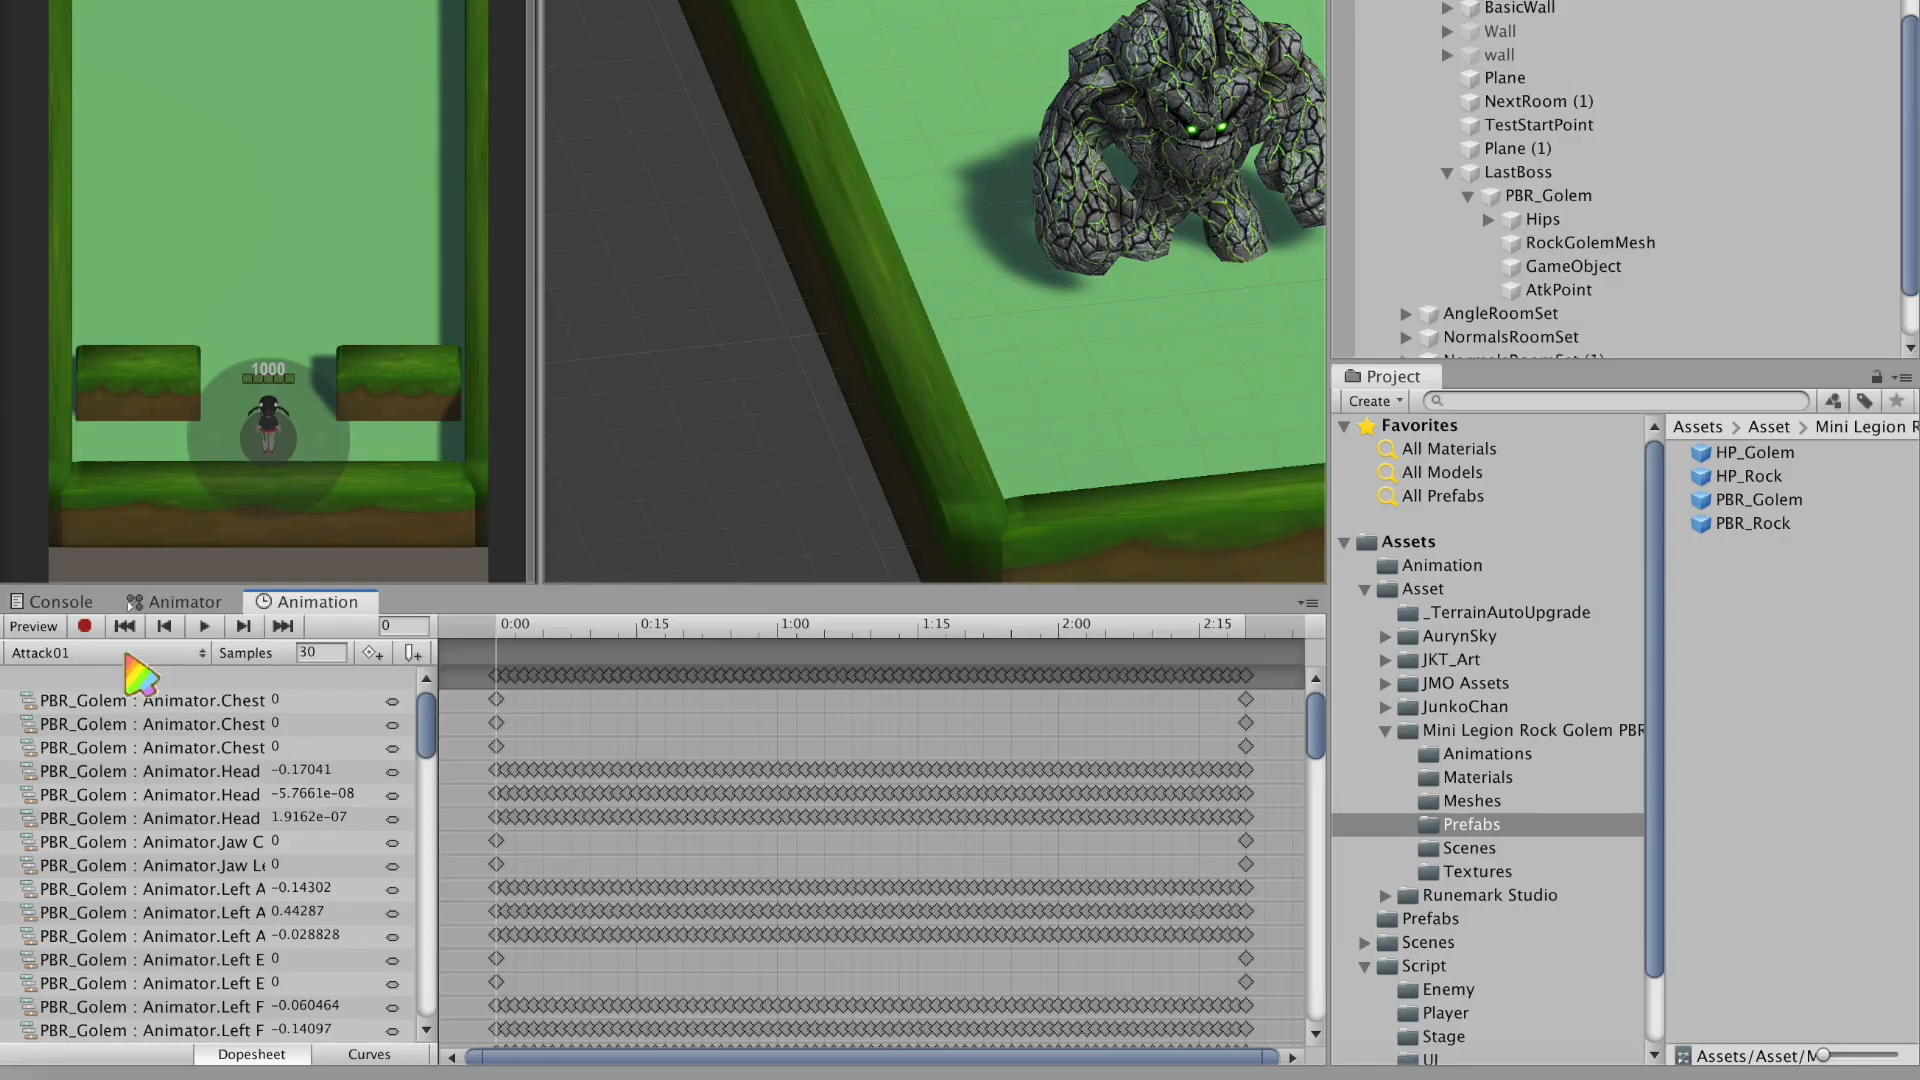 1000
BasicWall
Wall
wall
Plane
NextRoom (1)
TestStartPoint
Plane (1)
LastBoss
PBR_Golem
Hips
RockGolemMesh
GameObject
AtkPoint
AngleRoomSet
NormalsRoomSet
NormalsRoomSet (1)
Project
Create
Favorites
All Materials
All Models
All Prefabs
Assets
Animation
Asset
_TerrainAutoUpgrade
AurynSky
JKT_Art
JMO Assets
JunkoChan
Mini Legion Rock Golem PBR
Animations
Materials
Meshes
Prefabs
Scenes
Textures
Runemark Studio
Prefabs
Scenes
Script
Enemy
Player
Stage
UI
Assets > Asset > Mini Legion R
HP_Golem
HP_Rock
PBR_Golem
PBR_Rock
Assets/Asset/M
Console Animator Animation
Preview 0 0:00 0:15 1:00 1:15 2:00 2:15
Attack01 Samples 30
PBR_Golem : Animator.Chest 0
PBR_Golem : Animator.Chest 0
PBR_Golem : Animator.Chest 0
PBR_Golem : Animator.Head -0.17041
PBR_Golem : Animator.Head -5.7661e-08
PBR_Golem : Animator.Head 1.9162e-07
PBR_Golem : Animator.Jaw C 0
PBR_Golem : Animator.Jaw Le 0
PBR_Golem : Animator.Left A -0.14302
PBR_Golem : Animator.Left A 0.44287
PBR_Golem : Animator.Left A -0.028828
PBR_Golem : Animator.Left E 0
PBR_Golem : Animator.Left E 0
PBR_Golem : Animator.Left F -0.060464
PBR_Golem : Animator.Left F -0.14097
Dopesheet Curves